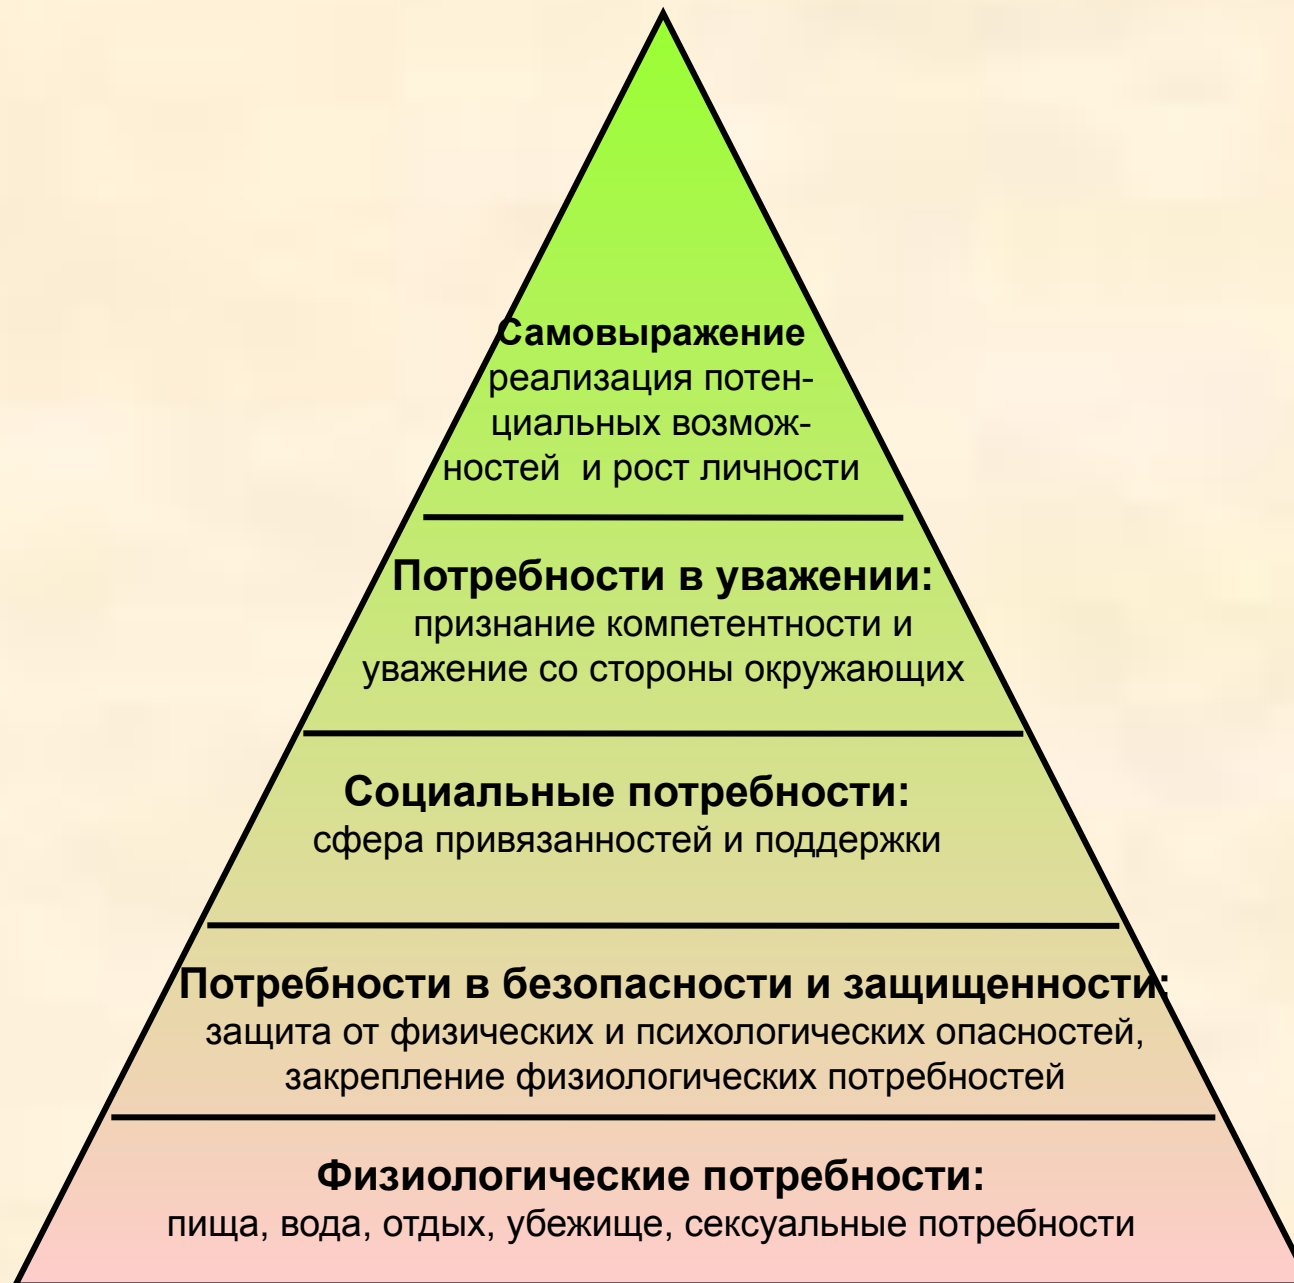 Самовыражение
реализация потен-
циальных возмож-
ностей и рост личности
Потребности в уважении:
признание компетентности и
уважение со стороны окружающих
Социальные потребности:
сфера привязанностей и поддержки
Потребности в безопасности и защищенности:
защита от физических и психологических опасностей,
закрепление физиологических потребностей
Физиологические потребности:
пища, вода, отдых, убежище, сексуальные потребности